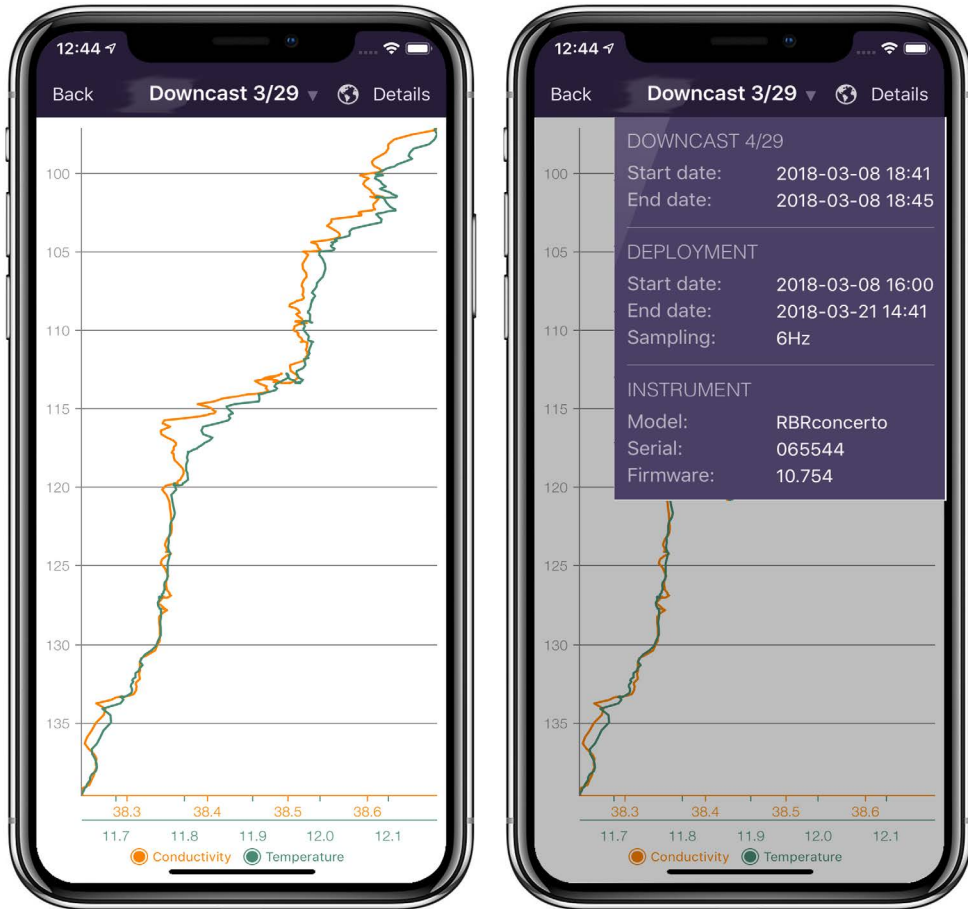 12:44
Back Downcast 3/29 Details
100
105
110
115
120
125
130
135
38.3 38.4 38.5 38.6
11.7 11.8 11.9 12.0 12.1
Conductivity Temperature
12:44
Back Downcast 3/29 Details
DOWNCAST 4/29
Start date: 2018-03-08 18:41
End date: 2018-03-08 18:45
DEPLOYMENT
Start date: 2018-03-08 16:00
End date: 2018-03-21 14:41
Sampling: 6Hz
INSTRUMENT
Model: RBRconcerto
Serial: 065544
Firmware: 10.754
100
105
110
115
120
125
130
135
38.3 38.4 38.5 38.6
11.7 11.8 11.9 12.0 12.1
Conductivity Temperature